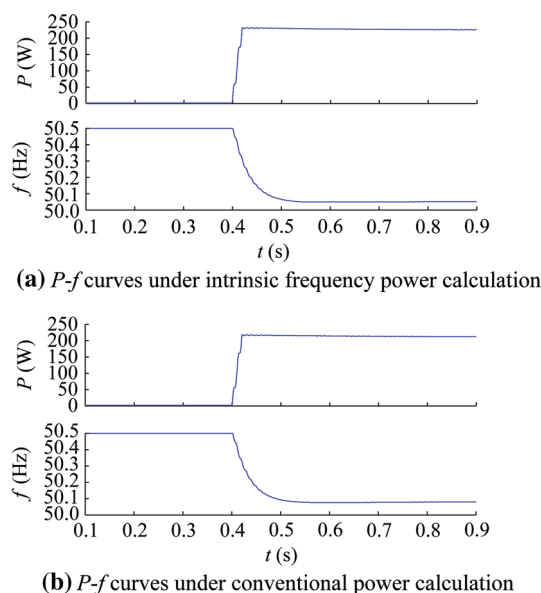 250
200
150
100
50
0
P (W)
50.5
50.4
50.3
50.2
50.1
50.0
f (Hz)
0.1 0.2 0.3 0.4 0.5 0.6 0.7 0.8 0.9
t (s)
(a) P-f curves under intrinsic frequency power calculation
250
200
150
100
50
0
P (W)
50.5
50.4
50.3
50.2
50.1
50.0
f (Hz)
0.1 0.2 0.3 0.4 0.5 0.6 0.7 0.8 0.9
t (s)
(b) P-f curves under conventional power calculation